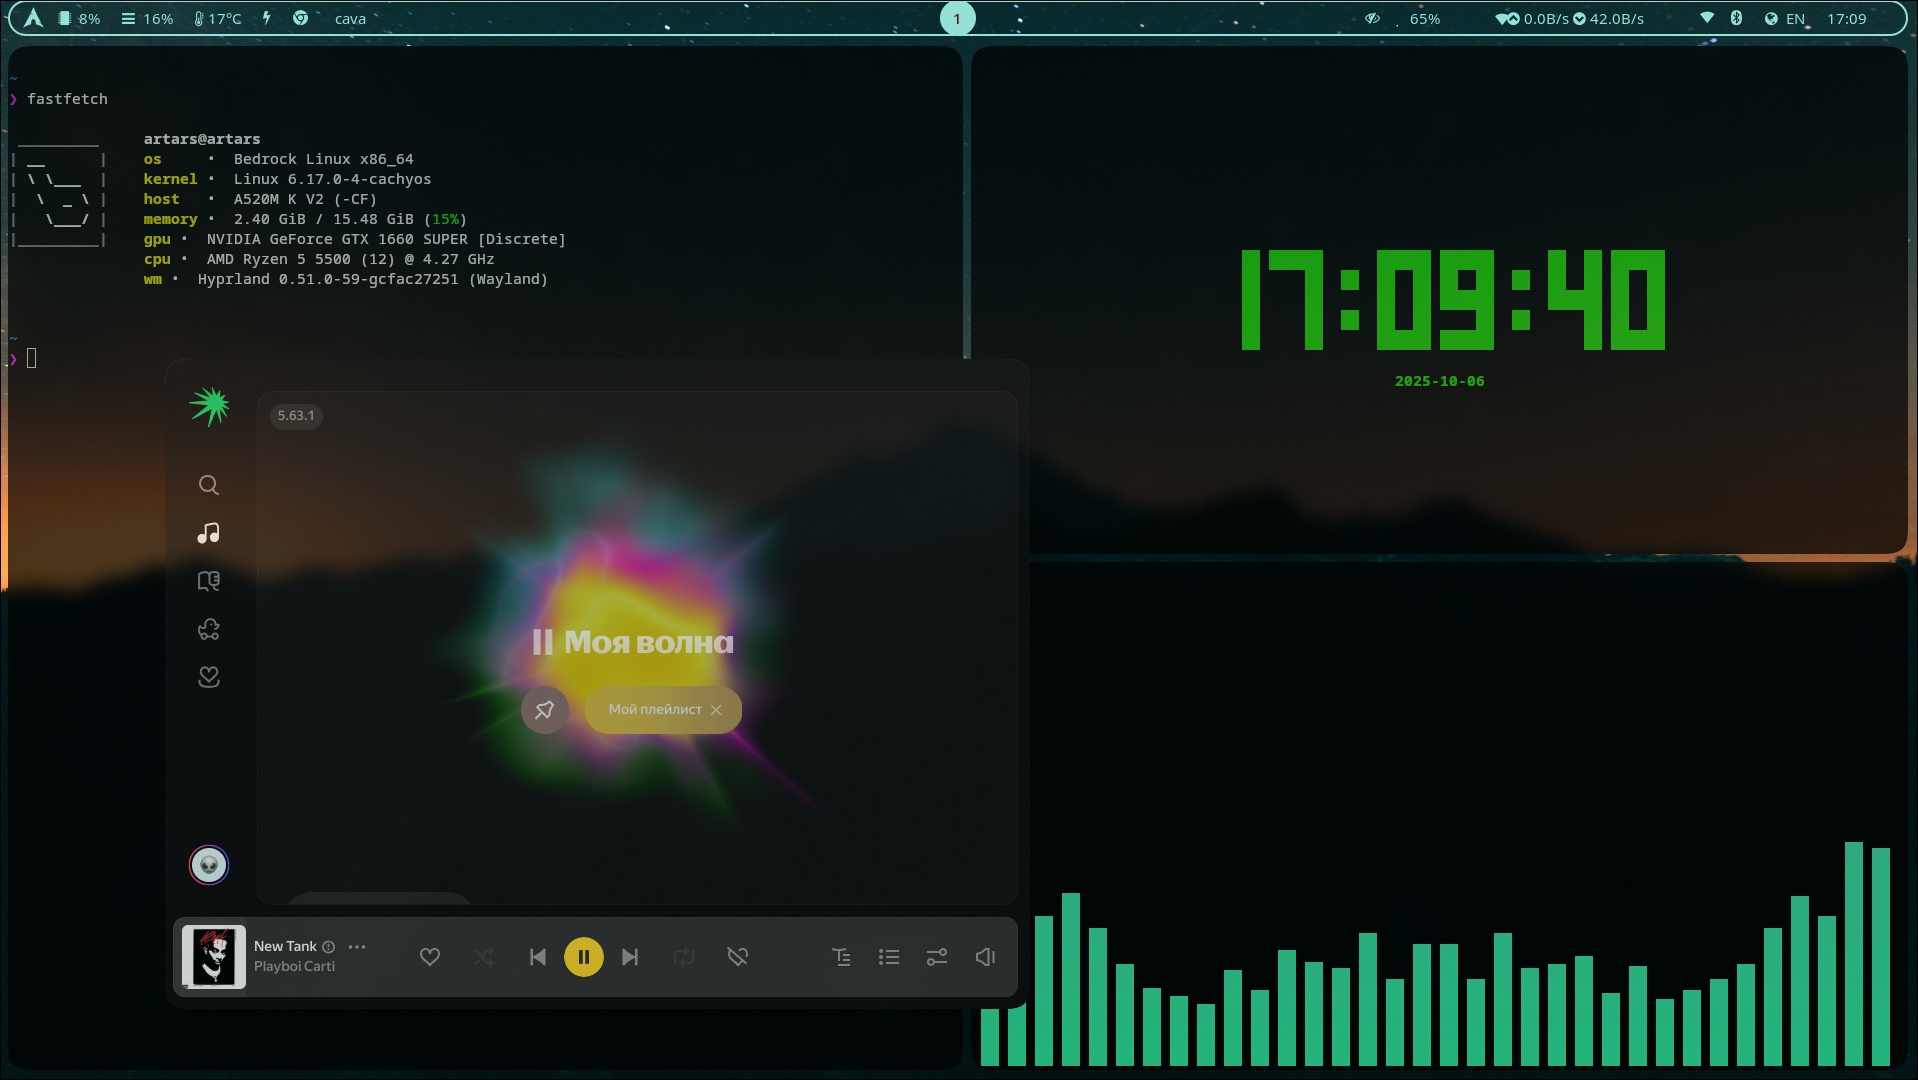 8% 16% 17°C cava 1 65% 0.0B/s 42.0B/s EN 17:09
~
❯ fastfetch
artars@artars
os • Bedrock Linux x86_64
kernel • Linux 6.17.0-4-cachyos
host • A520M K V2 (-CF)
memory • 2.40 GiB / 15.48 GiB (15%)
gpu • NVIDIA GeForce GTX 1660 SUPER [Discrete]
cpu • AMD Ryzen 5 5500 (12) @ 4.27 GHz
wm • Hyprland 0.51.0-59-gcfac27251 (Wayland)
~
❯
17:09:40
2025-10-06
5.63.1
Моя волна
Мой плейлист
New Tank
Playboi Carti